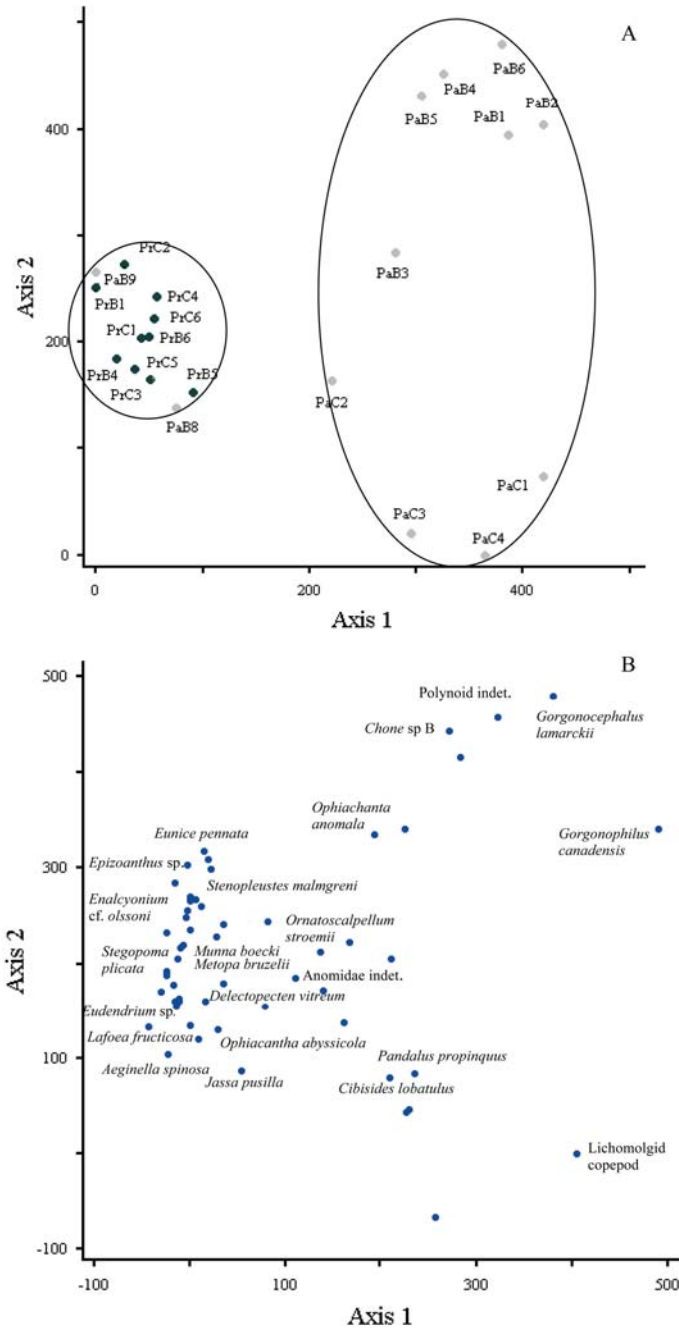 A
PaB6
PaB4
PaB2
PaB5
PaB1
400
Axis 2
PaB3
PrC2
PaB9
PrC4
PrB1
PrC6
PrC1
PrB6
200
PrC5
PrB4
PrB5
PrC3
PaC2
PaB8
PaC1
PaC3
PaC4
0
0 200 400
Axis 1
B
500
Polynoid indet.
Chone sp B
Gorgonocephalus
lamarckii
Ophiachanta
anomala
Gorgonophilus
canadensis
Eunice pennata
300
Epizoanthus sp.
Stenopleustes malmgreni
Enalcyonium
cf. olssoni
Ornatoscalpellum
stroemii
Axis 2
Stegopoma
plicata
Munna boecki
Metopa bruzelii
Anomidae indet.
Delectopecten vitreum
Eudendrium sp.
100
Lafoea fructicosa
Ophiacantha abyssicola
Pandalus propinquus
Aeginella spinosa
Jassa pusilla
Cibisides lobatulus
Lichomolgid
copepod
-100
-100 100 300 500
Axis 1